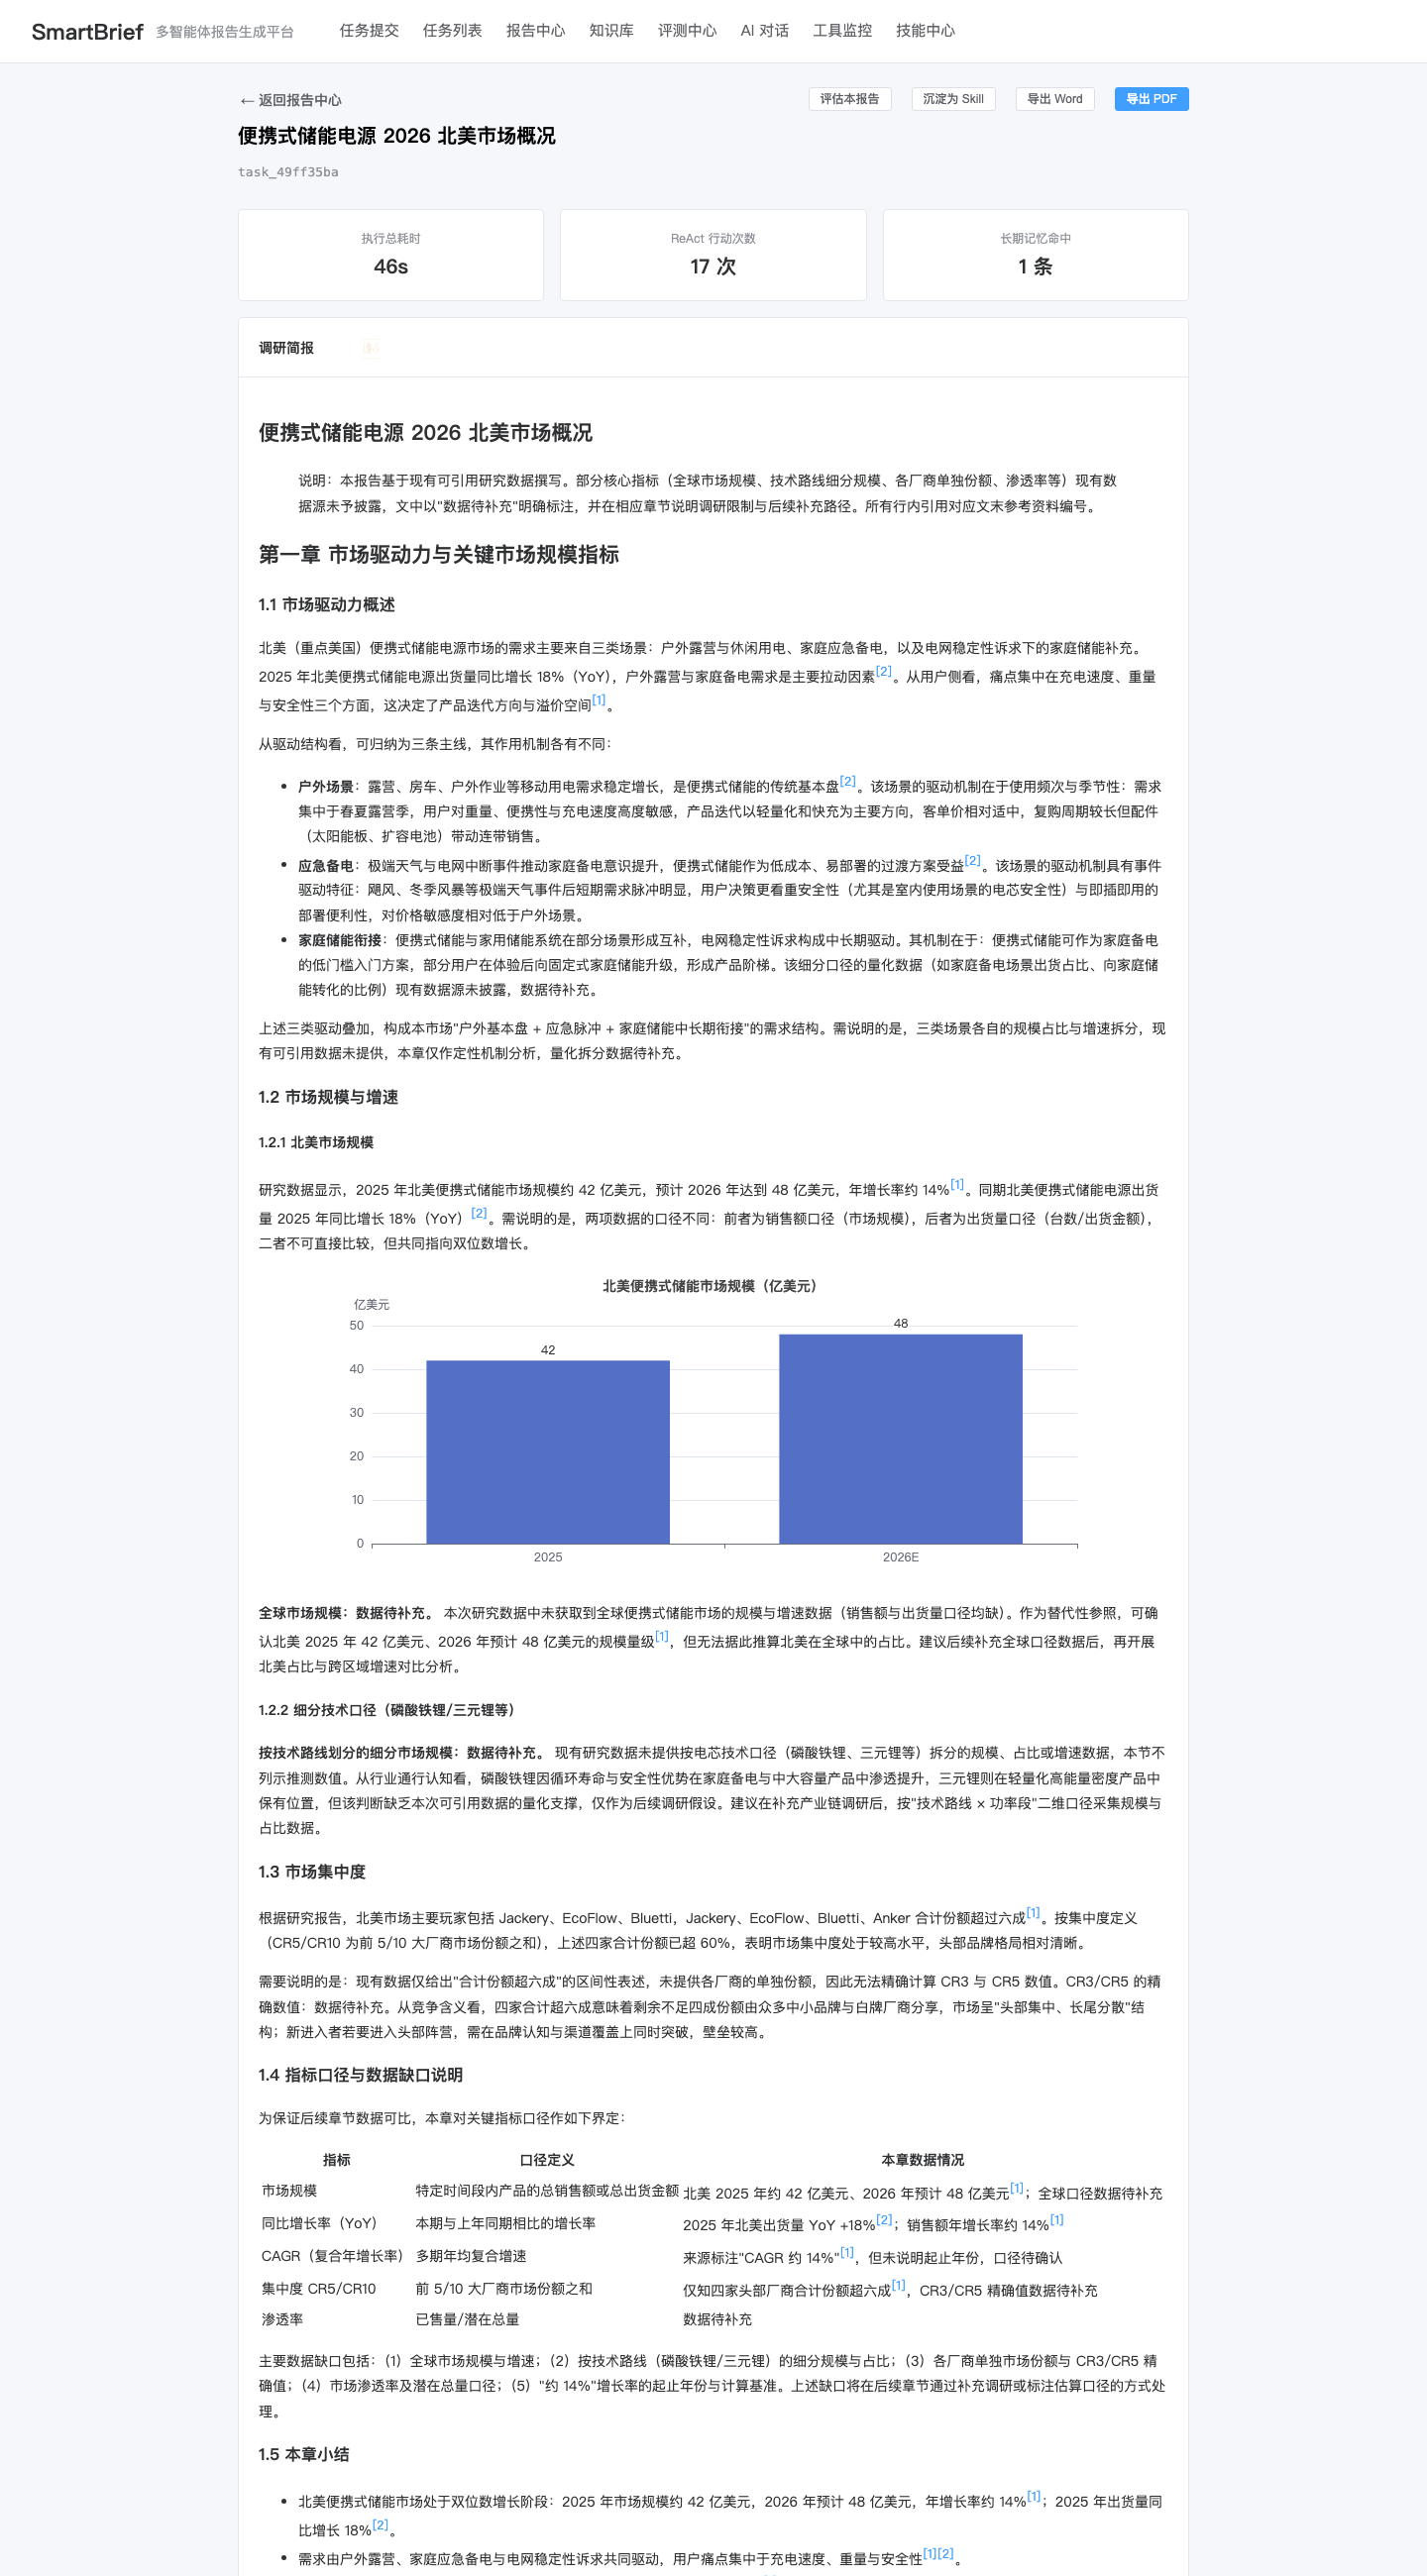 SmartBrief 多智能体报告生成平台 任务提交 任务列表 报告中心 知识库 评测中心 AI 对话 工具监控 技能中心
← 返回报告中心 评估本报告 沉淀为 Skill 导出 Word 导出 PDF
便携式储能电源 2026 北美市场概况
task_49ff35ba
执行总耗时 ReAct 行动次数 长期记忆命中
46s 17 次 1 条
调研简报
便携式储能电源 2026 北美市场概况
说明：本报告基于现有可引用研究数据撰写。部分核心指标（全球市场规模、技术路线细分规模、各厂商单独份额、渗透率等）现有数
据源未予披露，文中以"数据待补充"明确标注，并在相应章节说明调研限制与后续补充路径。所有行内引用对应文末参考资料编号。
第一章 市场驱动力与关键市场规模指标
1.1 市场驱动力概述
北美（重点美国）便携式储能电源市场的需求主要来自三类场景：户外露营与休闲用电、家庭应急备电，以及电网稳定性诉求下的家庭储能补充。
2025 年北美便携式储能电源出货量同比增长 18%（YoY），户外露营与家庭备电需求是主要拉动因素[2]。从用户侧看，痛点集中在充电速度、重量
与安全性三个方面，这决定了产品迭代方向与溢价空间[1]。
从驱动结构看，可归纳为三条主线，其作用机制各有不同：
• 户外场景：露营、房车、户外作业等移动用电需求稳定增长，是便携式储能的传统基本盘[2]。该场景的驱动机制在于使用频次与季节性：需求
集中于春夏露营季，用户对重量、便携性与充电速度高度敏感，产品迭代以轻量化和快充为主要方向，客单价相对适中，复购周期较长但配件
（太阳能板、扩容电池）带动连带销售。
• 应急备电：极端天气与电网中断事件推动家庭备电意识提升，便携式储能作为低成本、易部署的过渡方案受益[2]。该场景的驱动机制具有事件
驱动特征：飓风、冬季风暴等极端天气事件后短期需求脉冲明显，用户决策更看重安全性（尤其是室内使用场景的电芯安全性）与即插即用的
部署便利性，对价格敏感度相对低于户外场景。
• 家庭储能衔接：便携式储能与家用储能系统在部分场景形成互补，电网稳定性诉求构成中长期驱动。其机制在于：便携式储能可作为家庭备电
的低门槛入门方案，部分用户在体验后向固定式家庭储能升级，形成产品阶梯。该细分口径的量化数据（如家庭备电场景出货占比、向家庭储
能转化的比例）现有数据源未披露，数据待补充。
上述三类驱动叠加，构成本市场"户外基本盘 + 应急脉冲 + 家庭储能中长期衔接"的需求结构。需说明的是，三类场景各自的规模占比与增速拆分，现
有可引用数据未提供，本章仅作定性机制分析，量化拆分数据待补充。
1.2 市场规模与增速
1.2.1 北美市场规模
研究数据显示，2025 年北美便携式储能市场规模约 42 亿美元，预计 2026 年达到 48 亿美元，年增长率约 14%[1]。同期北美便携式储能电源出货
量 2025 年同比增长 18%（YoY）[2]。需说明的是，两项数据的口径不同：前者为销售额口径（市场规模），后者为出货量口径（台数/出货金额），
二者不可直接比较，但共同指向双位数增长。
北美便携式储能市场规模（亿美元）
亿美元
50
40
30
20
10
0
42
48
2025 2026E
全球市场规模：数据待补充。 本次研究数据中未获取到全球便携式储能市场的规模与增速数据（销售额与出货量口径均缺）。作为替代性参照，可确
认北美 2025 年 42 亿美元、2026 年预计 48 亿美元的规模量级[1]，但无法据此推算北美在全球中的占比。建议后续补充全球口径数据后，再开展
北美占比与跨区域增速对比分析。
1.2.2 细分技术口径（磷酸铁锂/三元锂等）
按技术路线划分的细分市场规模：数据待补充。 现有研究数据未提供按电芯技术口径（磷酸铁锂、三元锂等）拆分的规模、占比或增速数据，本节不
列示推测数值。从行业通行认知看，磷酸铁锂因循环寿命与安全性优势在家庭备电与中大容量产品中渗透提升，三元锂则在轻量化高能量密度产品中
保有位置，但该判断缺乏本次可引用数据的量化支撑，仅作为后续调研假设。建议在补充产业链调研后，按"技术路线 × 功率段"二维口径采集规模与
占比数据。
1.3 市场集中度
根据研究报告，北美市场主要玩家包括 Jackery、EcoFlow、Bluetti，Jackery、EcoFlow、Bluetti、Anker 合计份额超过六成[1]。按集中度定义
（CR5/CR10 为前 5/10 大厂商市场份额之和），上述四家合计份额已超 60%，表明市场集中度处于较高水平，头部品牌格局相对清晰。
需要说明的是：现有数据仅给出"合计份额超六成"的区间性表述，未提供各厂商的单独份额，因此无法精确计算 CR3 与 CR5 数值。CR3/CR5 的精
确数值：数据待补充。从竞争含义看，四家合计超六成意味着剩余不足四成份额由众多中小品牌与白牌厂商分享，市场呈"头部集中、长尾分散"结
构；新进入者若要进入头部阵营，需在品牌认知与渠道覆盖上同时突破，壁垒较高。
1.4 指标口径与数据缺口说明
为保证后续章节数据可比，本章对关键指标口径作如下界定：
指标 口径定义 本章数据情况
市场规模 特定时间段内产品的总销售额或总出货金额 北美 2025 年约 42 亿美元、2026 年预计 48 亿美元[1]；全球口径数据待补充
同比增长率（YoY） 本期与上年同期相比的增长率 2025 年北美出货量 YoY +18%[2]；销售额年增长率约 14%[1]
CAGR（复合年增长率） 多期年均复合增速 来源标注"CAGR 约 14%"[1]，但未说明起止年份，口径待确认
集中度 CR5/CR10 前 5/10 大厂商市场份额之和 仅知四家头部厂商合计份额超六成[1]，CR3/CR5 精确值数据待补充
渗透率 已售量/潜在总量 数据待补充
主要数据缺口包括：（1）全球市场规模与增速；（2）按技术路线（磷酸铁锂/三元锂）的细分规模与占比；（3）各厂商单独市场份额与 CR3/CR5 精
确值；（4）市场渗透率及潜在总量口径；（5）"约 14%"增长率的起止年份与计算基准。上述缺口将在后续章节通过补充调研或标注估算口径的方式处
理。
1.5 本章小结
• 北美便携式储能市场处于双位数增长阶段：2025 年市场规模约 42 亿美元，2026 年预计 48 亿美元，年增长率约 14%[1]；2025 年出货量同
比增长 18%[2]。
• 需求由户外露营、家庭应急备电与电网稳定性诉求共同驱动，用户痛点集中于充电速度、重量与安全性[1][2]。